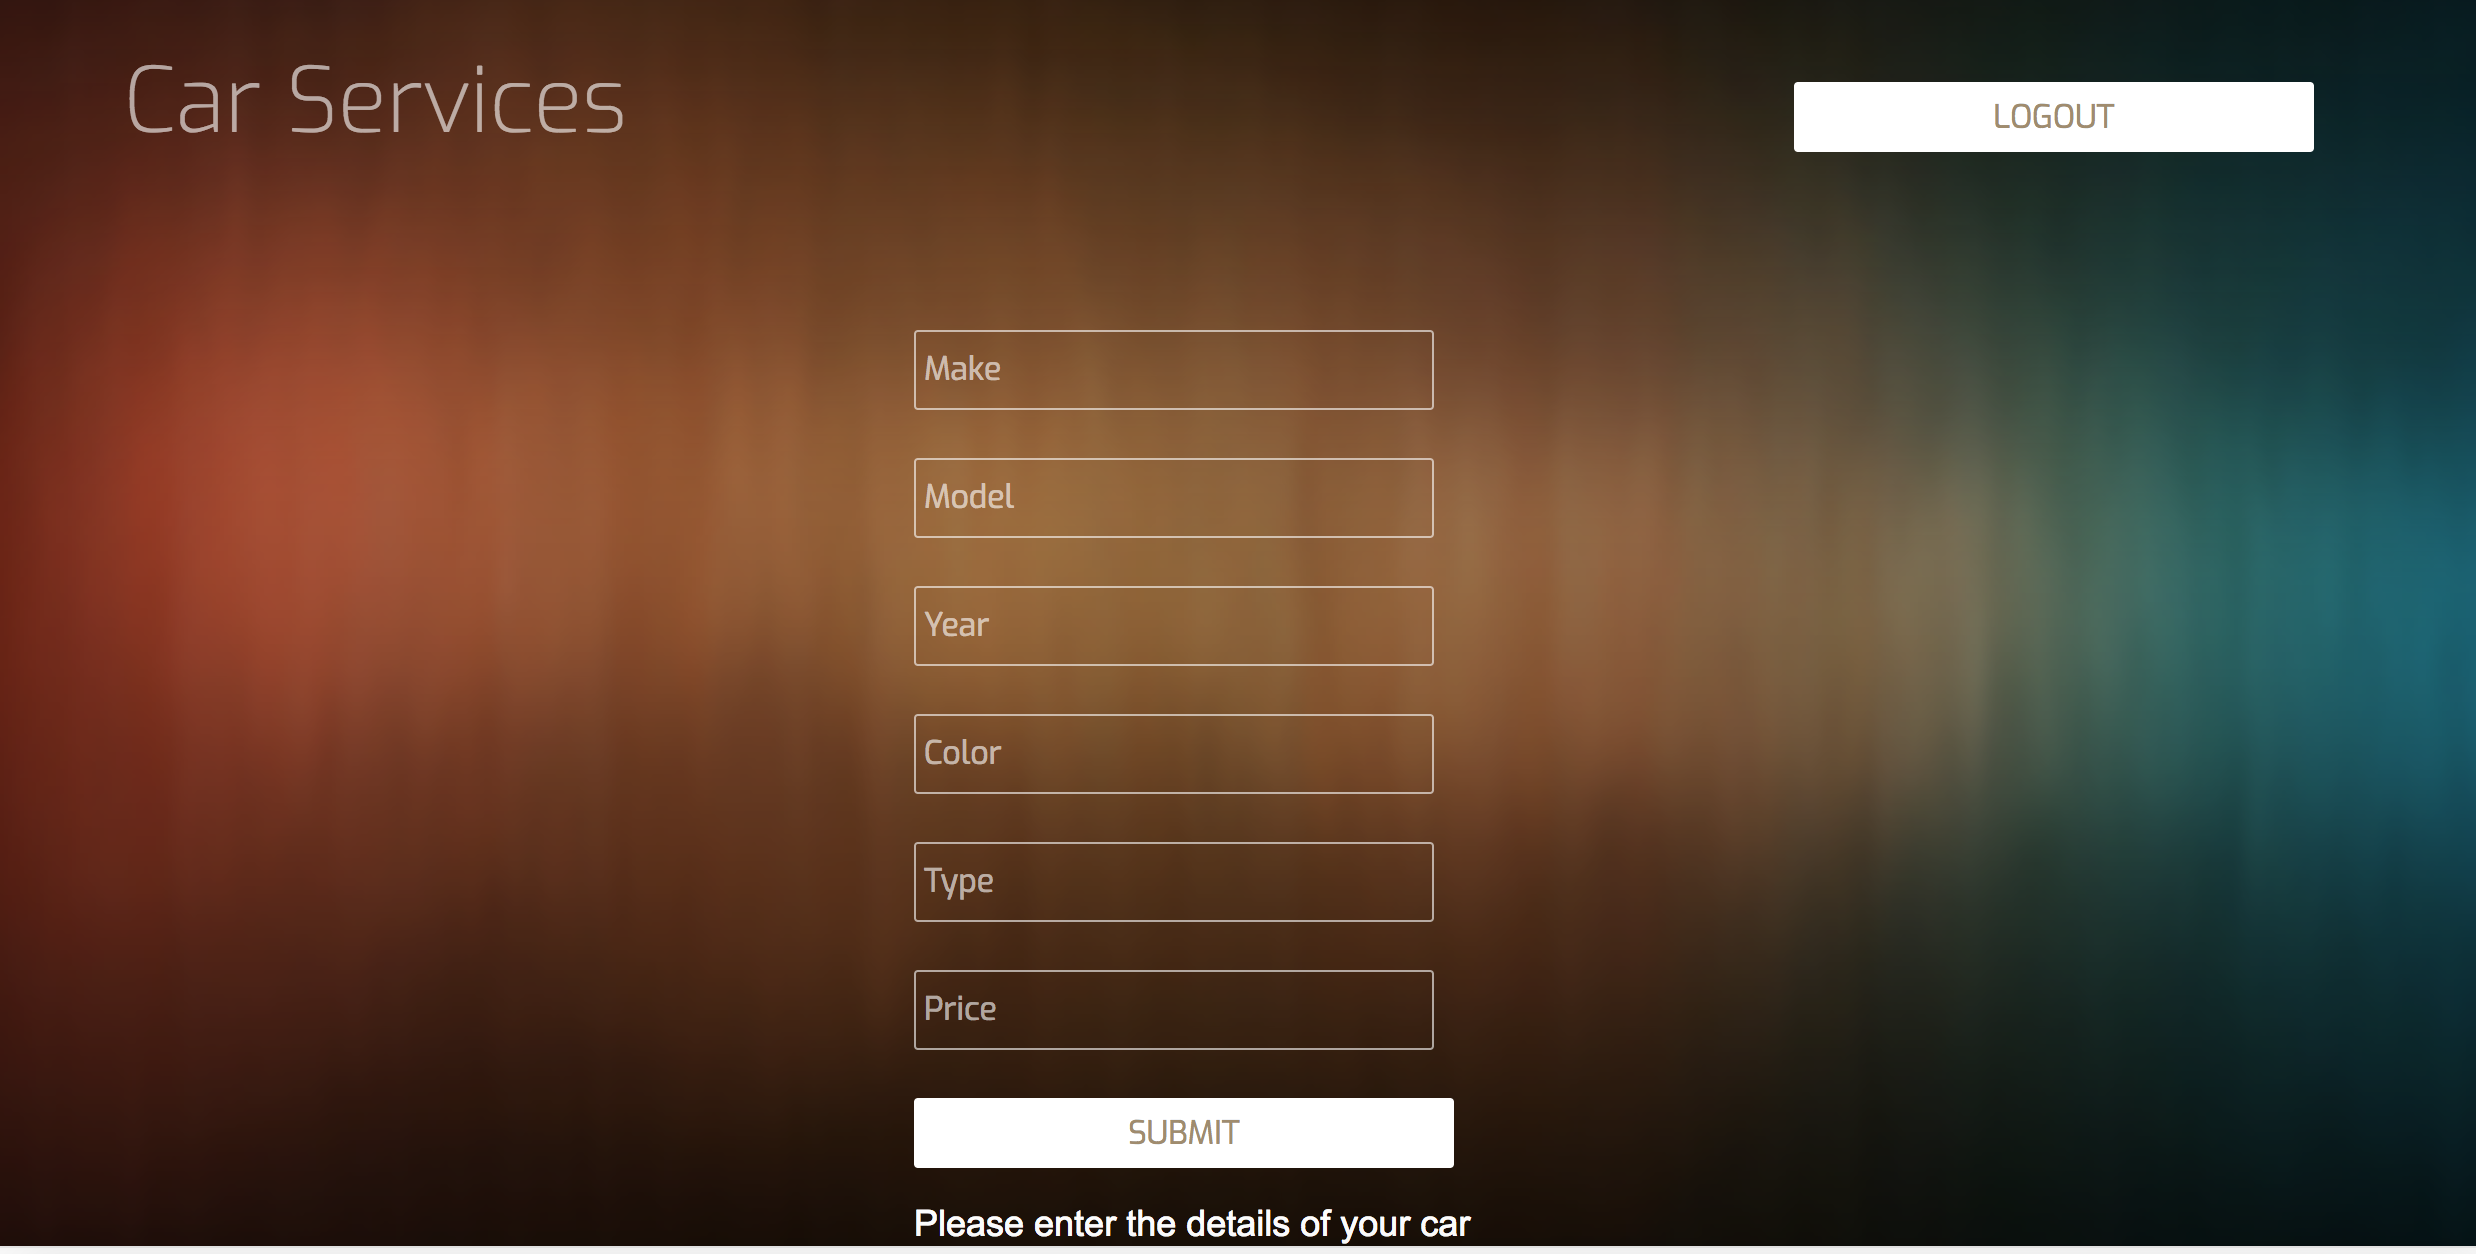 Car Services
LOGOUT
Make
Model
Year
Color
Type
Price
SUBMIT
Please enter the details of your car